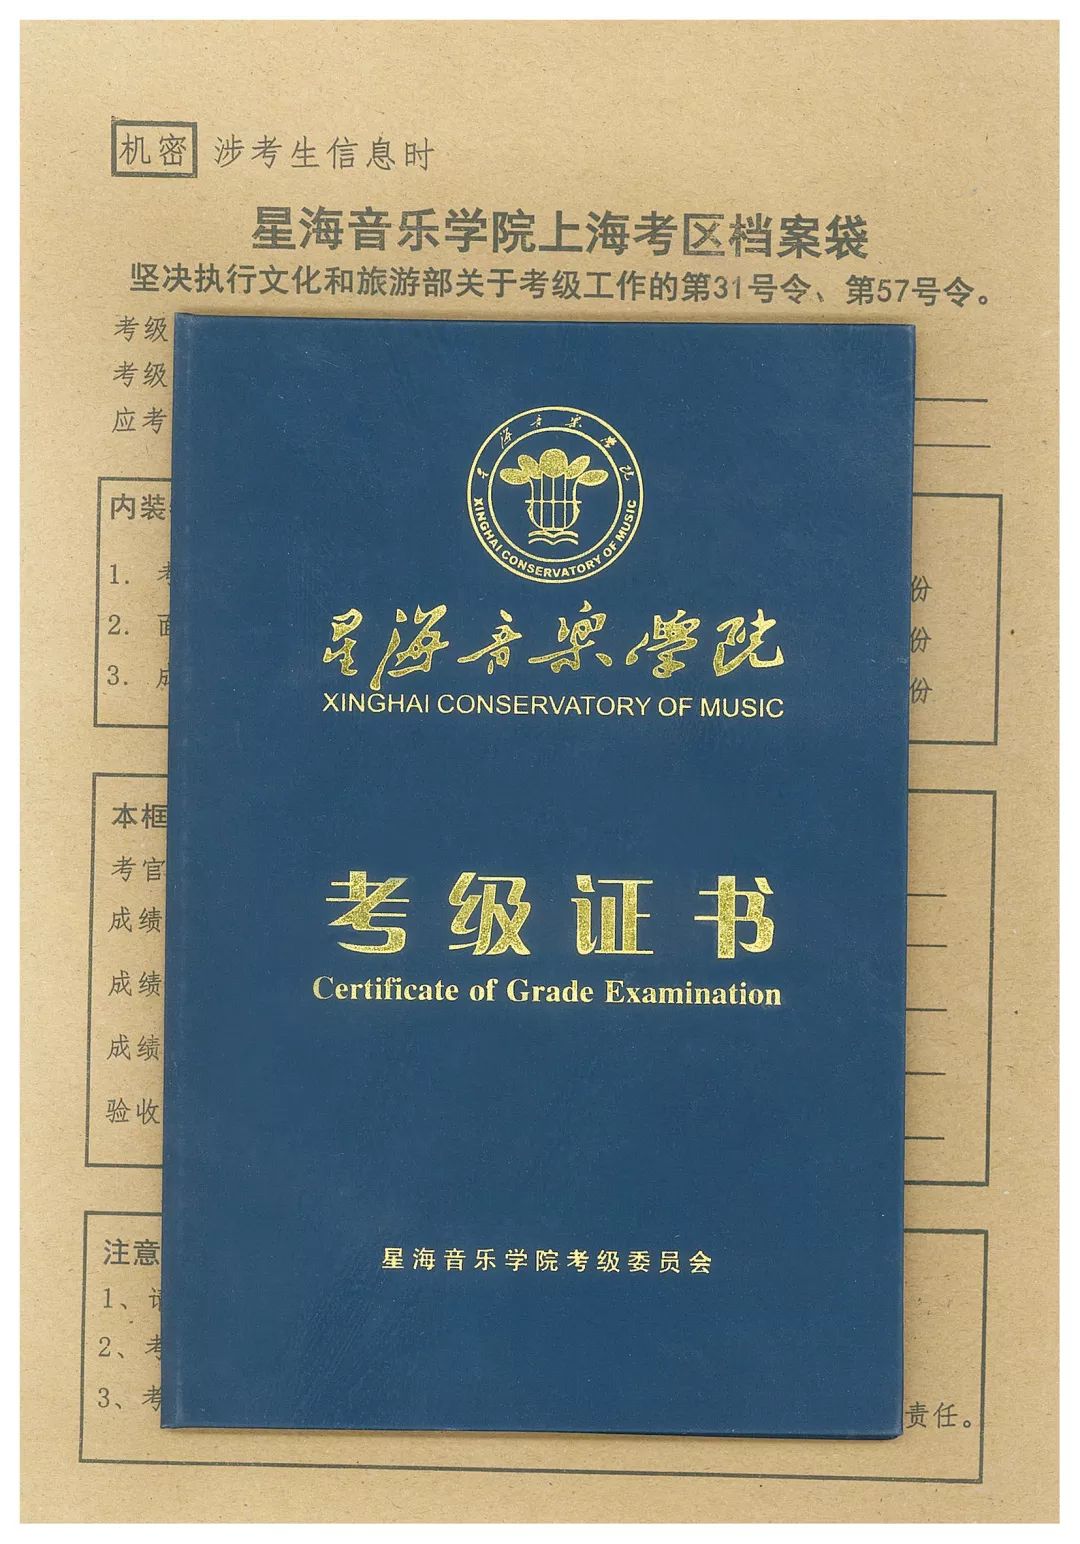 机密 涉考生信息时
星海音乐学院上海考区档案袋
坚决执行文化和旅游部关于考级工作的第31号令、第57号令。
考级
考级
应考
内装
1.
份
2.
份
3.
份
星海音乐学院
XINGHAI CONSERVATORY OF MUSIC
星海音乐学院
XINGHAI CONSERVATORY OF MUSIC
本框
考官
成绩
成绩
成绩
验收
考级证书
Certificate of Grade Examination
星海音乐学院考级委员会
注意
1、
2、考
3、考
责任。